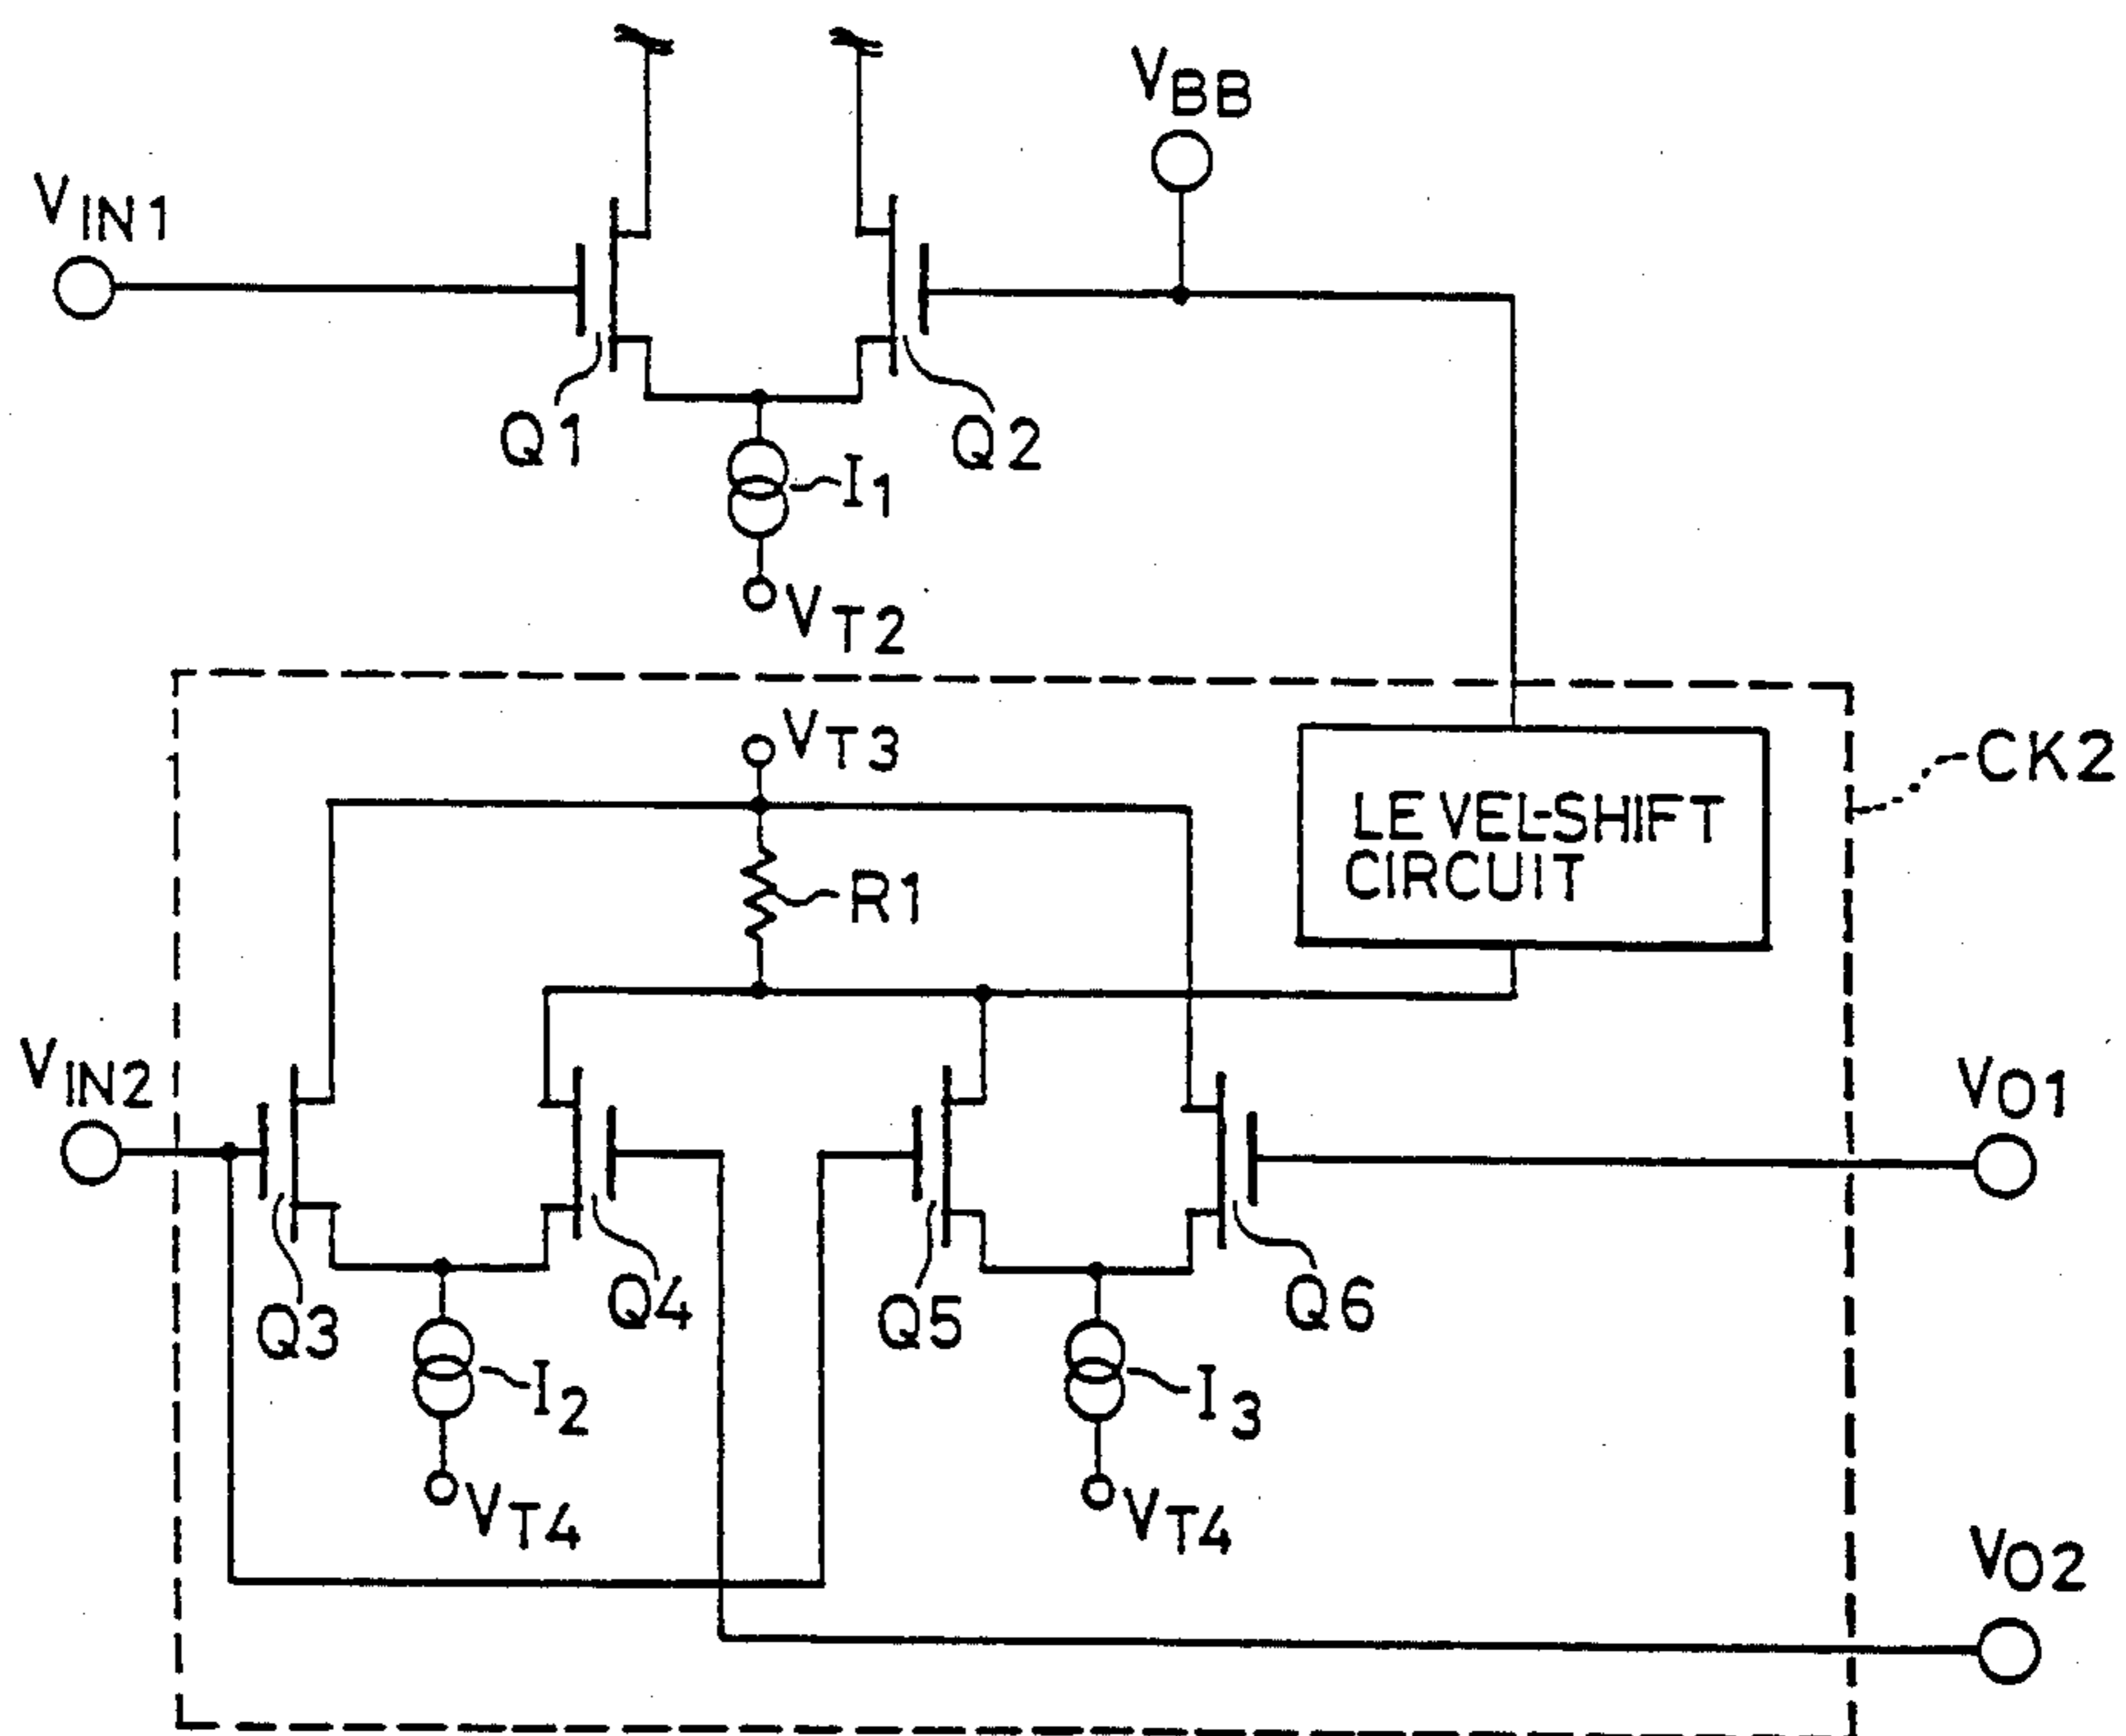 VBB
VIN1
Q1
Q2
I1
VT2
VT3
CK2
LEVEL-SHIFT
CIRCUIT
R1
VIN2
VO1
Q3
Q4
Q5
Q6
I2
I3
VT4
VT4
VO2